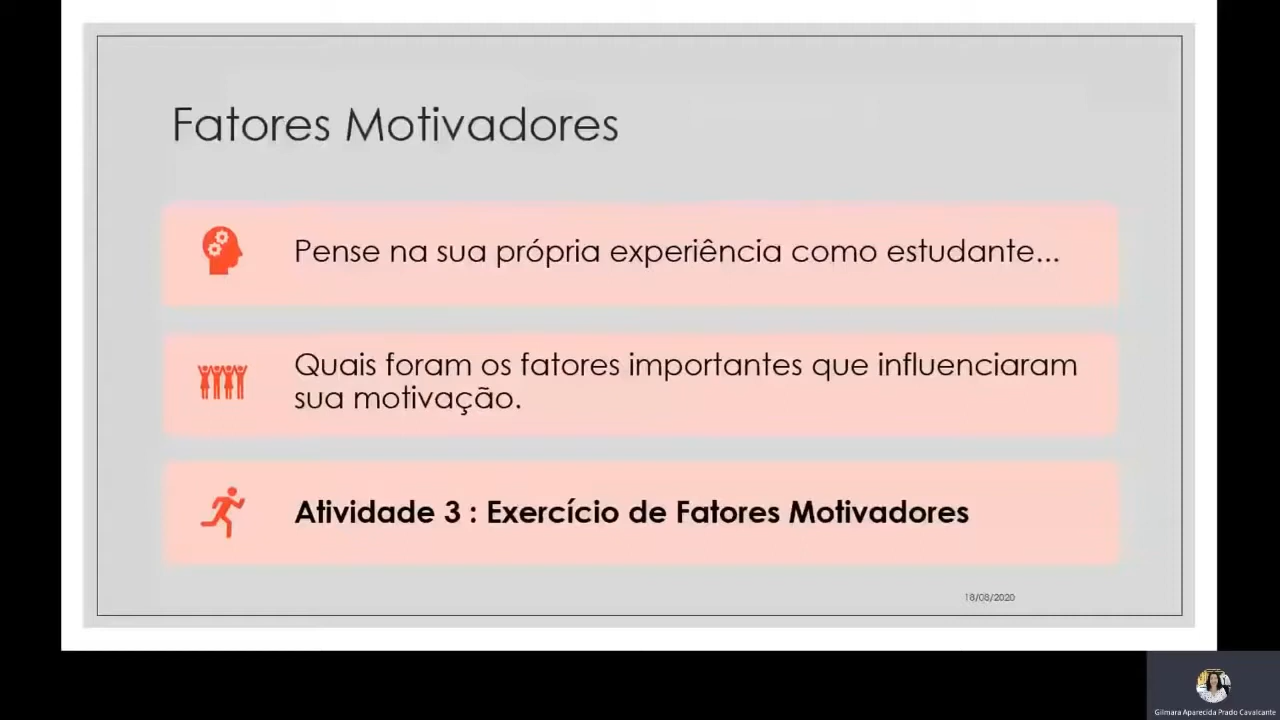 Fatores Motivadores
Pense na sua própria experiência como estudante...
Quais foram os fatores importantes que influenciaram
sua motivação.
Atividade 3 : Exercício de Fatores Motivadores
18/08/2020
Gilmara Aparecida Prado Cavalcante